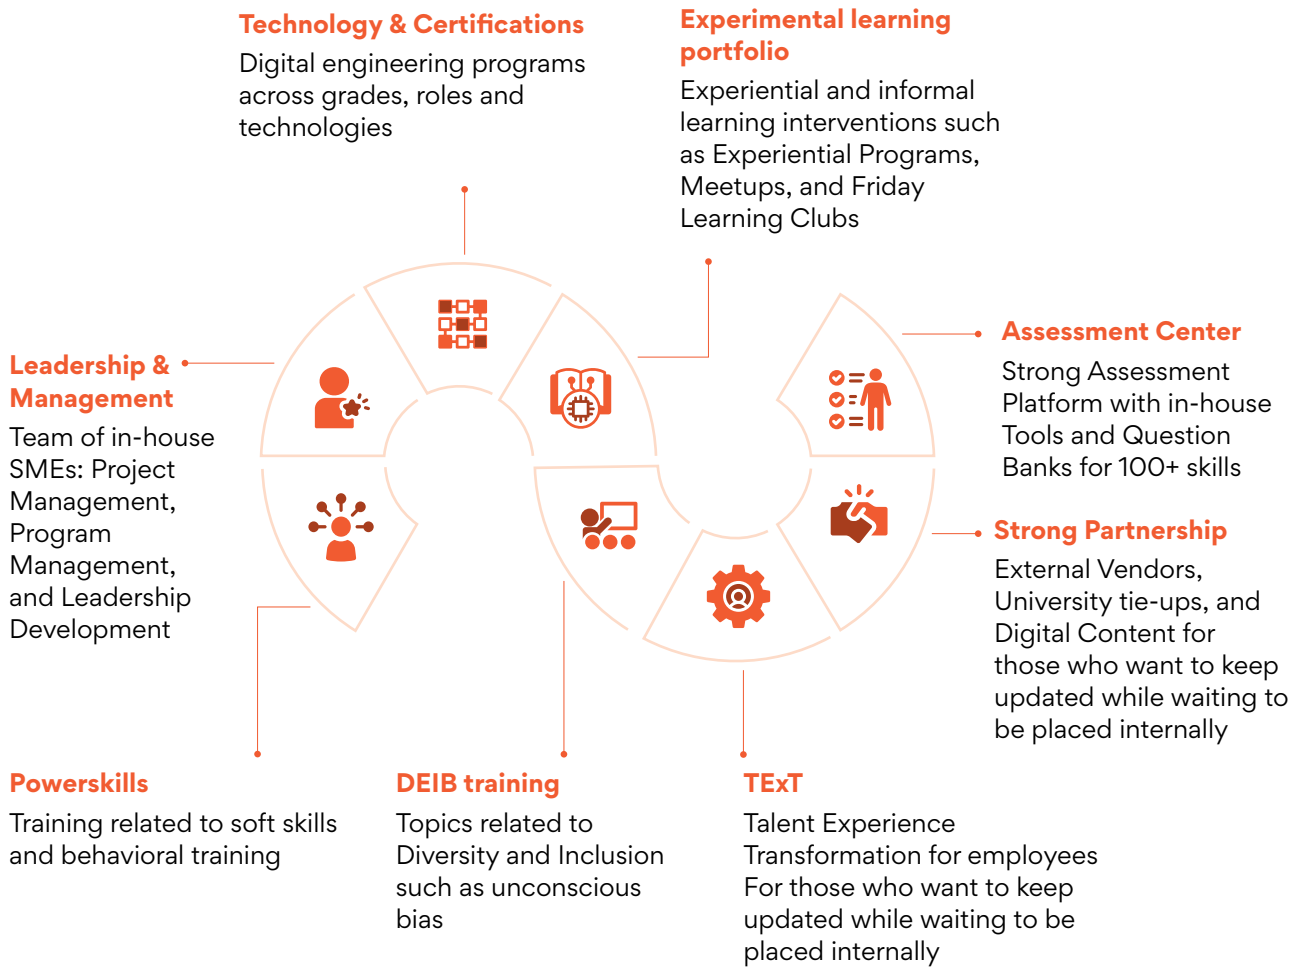 Technology & Certifications
Digital engineering programs
across grades, roles and
technologies
Experimental learning
portfolio
Experiential and informal
learning interventions such
as Experiential Programs,
Meetups, and Friday
Learning Clubs
Leadership &
Management
Team of in-house
SMEs: Project
Management,
Program
Management,
and Leadership
Development
Assessment Center
Strong Assessment
Platform with in-house
Tools and Question
Banks for 100+ skills
Strong Partnership
External Vendors,
University tie-ups, and
Digital Content for
those who want to keep
updated while waiting to
be placed internally
Powerskills
Training related to soft skills
and behavioral training
DEIB training
Topics related to
Diversity and Inclusion
such as unconscious
bias
TExT
Talent Experience
Transformation for employees
For those who want to keep
updated while waiting to be
placed internally